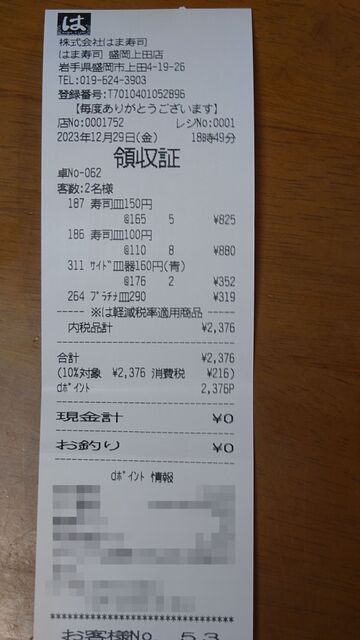 は
株式会社はま寿司
はま寿司 盛岡上田店
岩手県盛岡市上田4-19-26
TEL:019-624-3903
登録番号:T7010401052896
【毎度ありがとうございます】
店No:0001752 レジNo:0001
2023年12月29日(金) 18時49分
領収証
卓No-062
客数:2名様
187 寿司皿150円
@165 5 ¥825
186 寿司皿100円
@110 8 ¥880
311 ｻｲﾄﾞ皿器160円(青)
@176 2 ¥352
264 ﾌﾟﾗﾁﾅ皿290 ¥319
----- ※は軽減税率適用商品 -----
内税品計 ¥2,376
合計 ¥2,376
(10%対象 ¥2,376 消費税 ¥216)
dﾎﾟｲﾝﾄ 2,376P
現金計 ¥0
お釣り ¥0
dﾎﾟｲﾝﾄ 情報
お客様No. 53